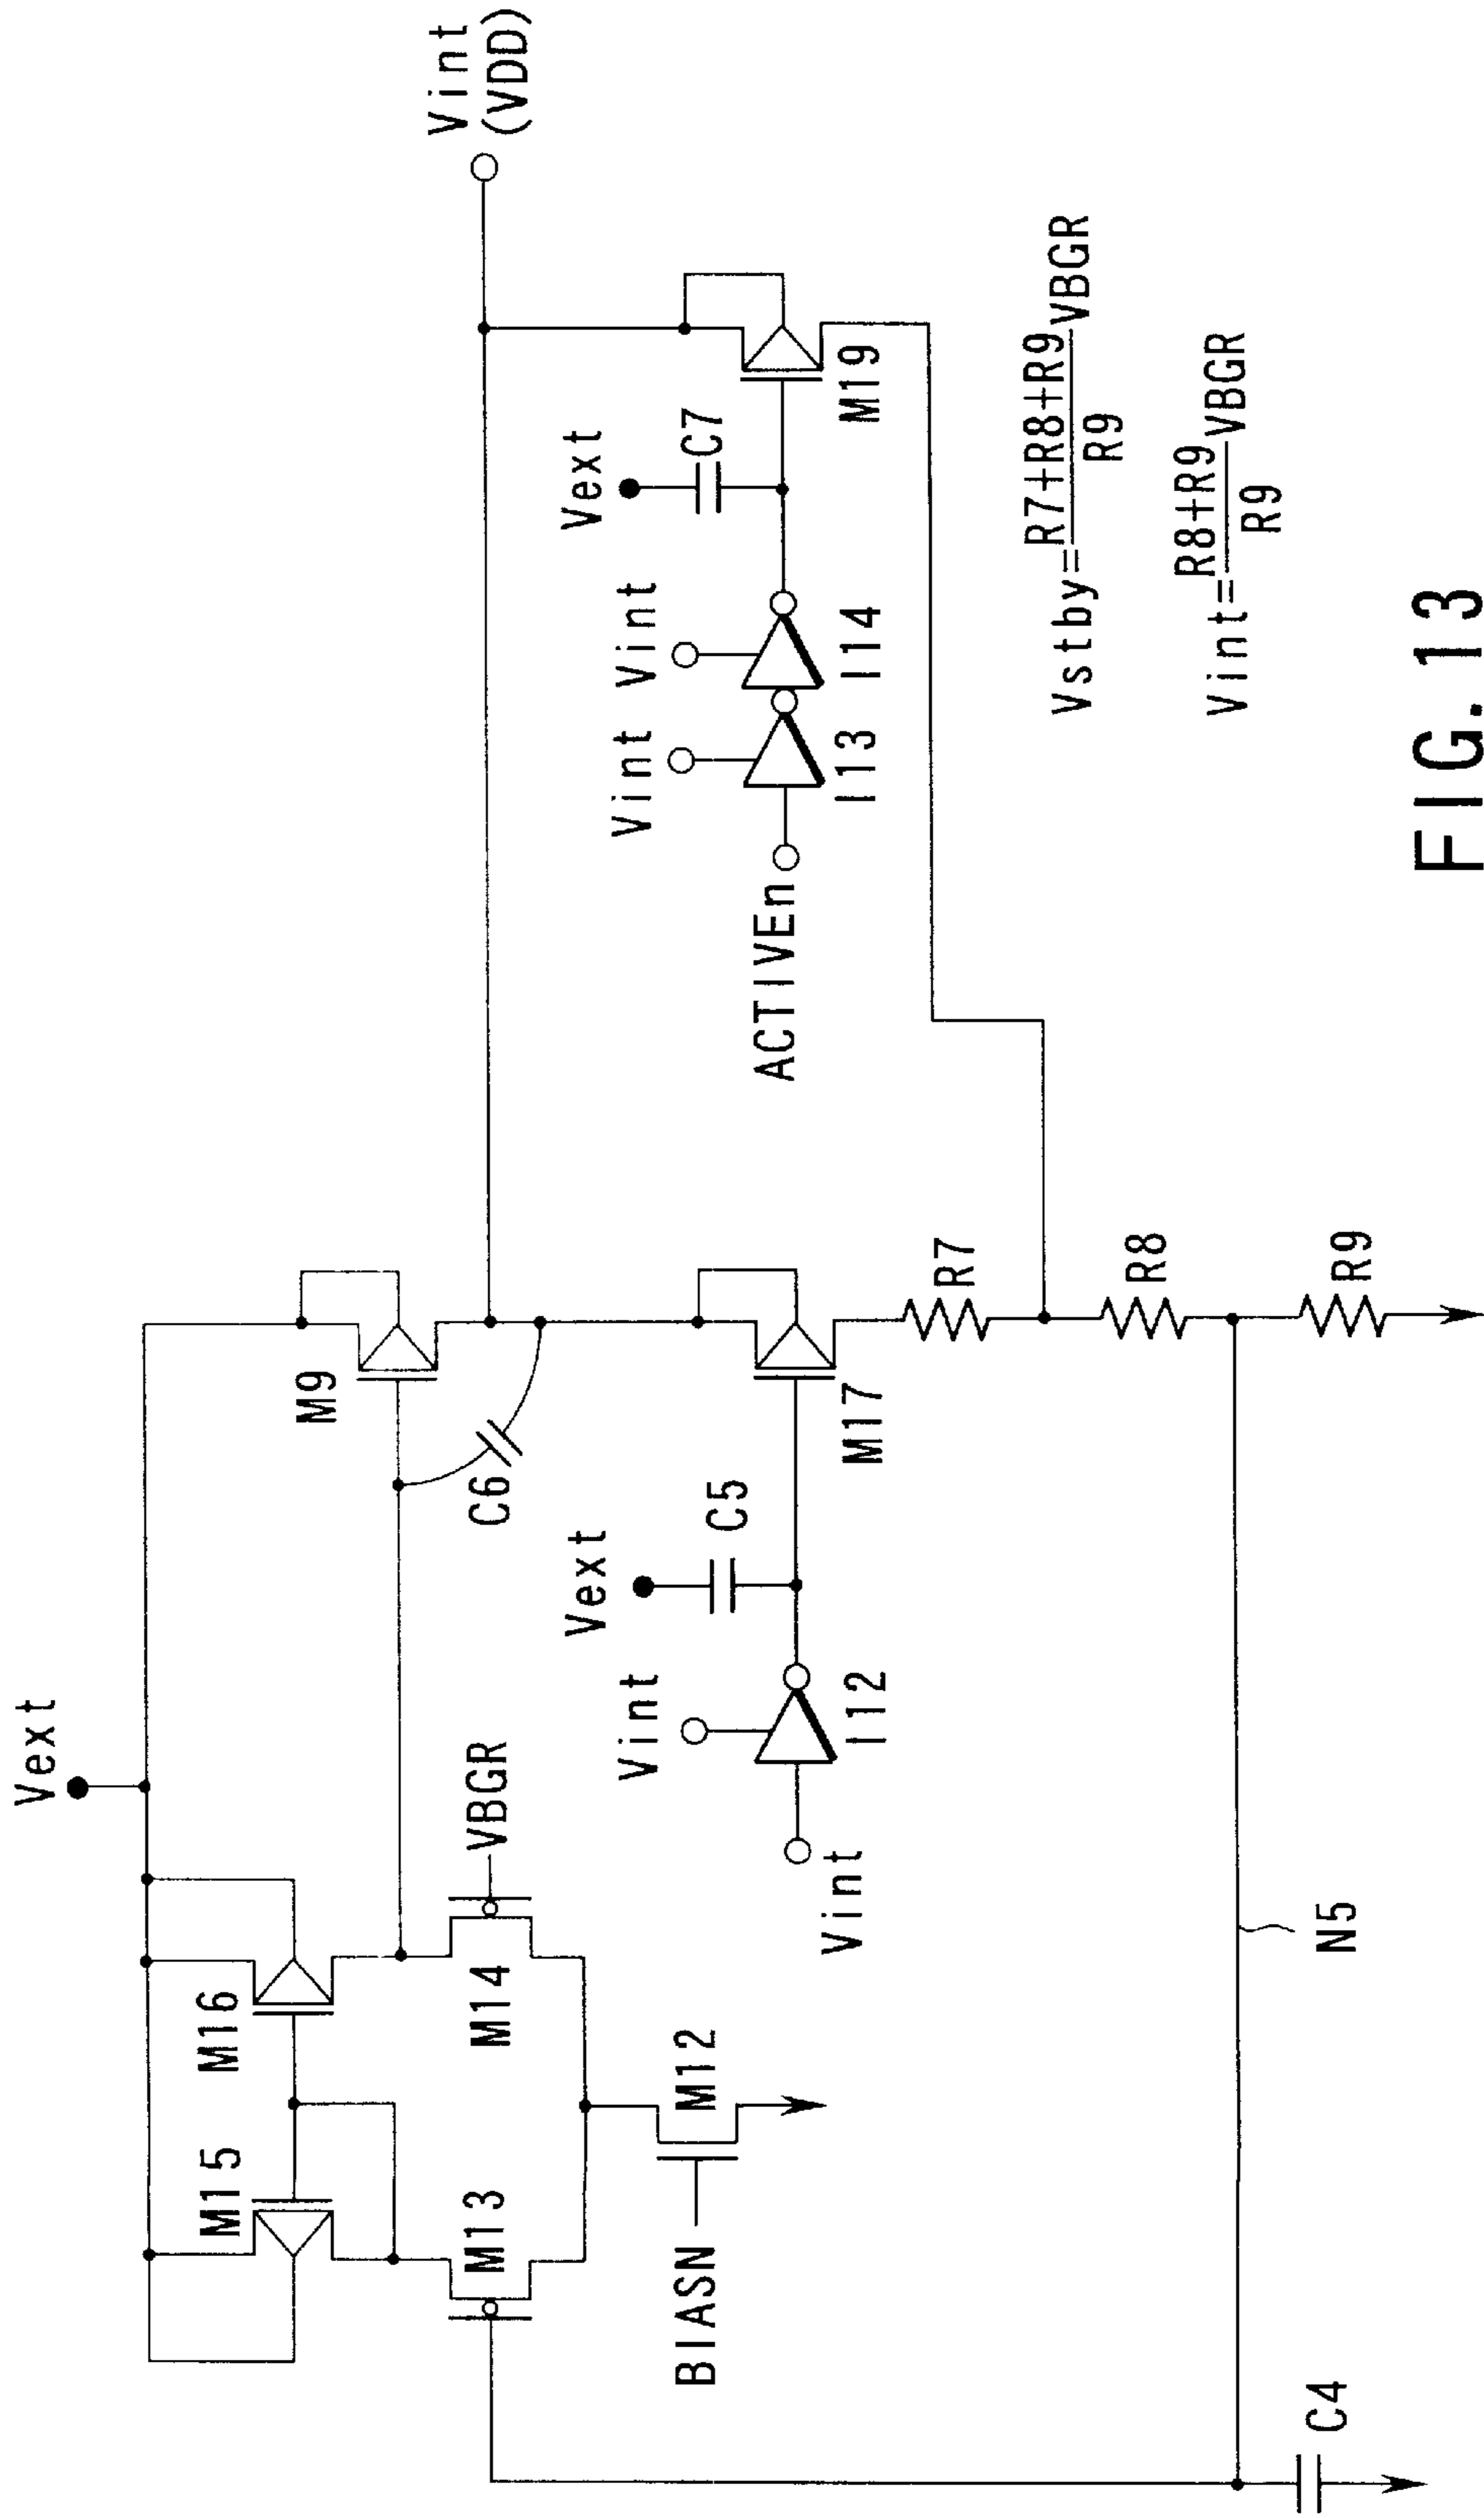 Vext
M15
M16
M9
Vint
(VDD)
C6
M13
M14
VBGR
Vext
C5
Vint
Vext
C7
Vint
Vint
BIASN
M12
Vint
I12
M17
ACTIVEn
I13
I14
M19
R7
R8
R9
N5
C4
Vstby=R7+R8+R9/R9 VBGR
Vint=R8+R9/R9 VBGR
FIG. 13